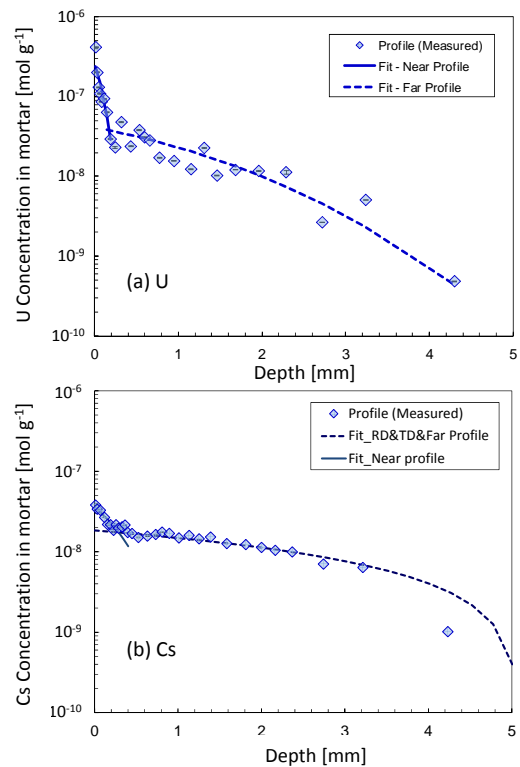 10⁻⁶
10⁻⁷
10⁻⁸
10⁻⁹
10⁻¹⁰
U Concentration in mortar [mol g⁻¹]
Profile (Measured)
Fit - Near Profile
Fit - Far Profile
(a) U
0 1 2 3 4 5
Depth [mm]
10⁻⁶
10⁻⁷
10⁻⁸
10⁻⁹
10⁻¹⁰
Cs Concentration in mortar [mol g⁻¹]
Profile (Measured)
Fit_RD&TD&Far Profile
Fit_Near profile
(b) Cs
0 1 2 3 4 5
Depth [mm]